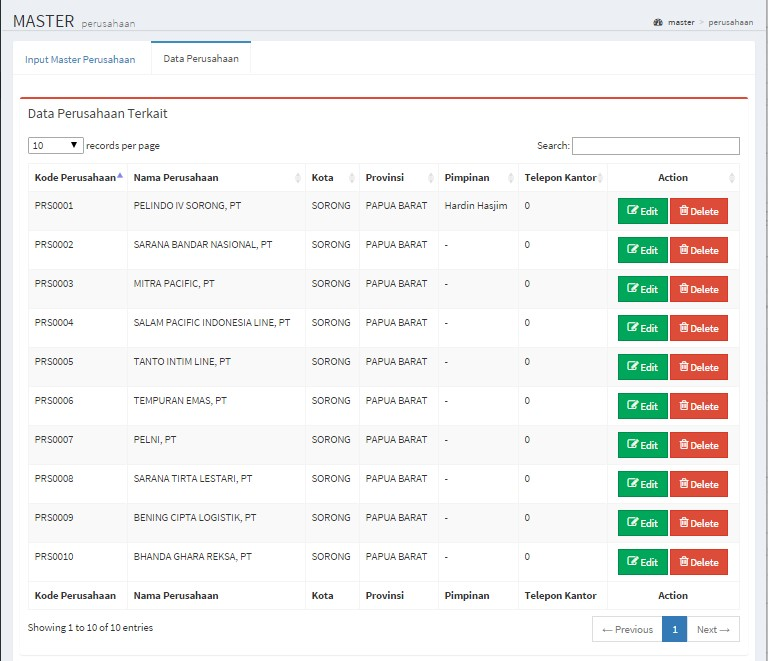 MASTER perusahaan
master > perusahaan
Input Master Perusahaan
Data Perusahaan
Data Perusahaan Terkait
10 records per page
Search:
Kode Perusahaan Nama Perusahaan Kota Provinsi Pimpinan Telepon Kantor Action
PRS0001 PELINDO IV SORONG, PT SORONG PAPUA BARAT Hardin Hasjim 0 Edit Delete
PRS0002 SARANA BANDAR NASIONAL, PT SORONG PAPUA BARAT - 0 Edit Delete
PRS0003 MITRA PACIFIC, PT SORONG PAPUA BARAT - 0 Edit Delete
PRS0004 SALAM PACIFIC INDONESIA LINE, PT SORONG PAPUA BARAT - 0 Edit Delete
PRS0005 TANTO INTIM LINE, PT SORONG PAPUA BARAT - 0 Edit Delete
PRS0006 TEMPURAN EMAS, PT SORONG PAPUA BARAT - 0 Edit Delete
PRS0007 PELNI, PT SORONG PAPUA BARAT - 0 Edit Delete
PRS0008 SARANA TIRTA LESTARI, PT SORONG PAPUA BARAT - 0 Edit Delete
PRS0009 BENING CIPTA LOGISTIK, PT SORONG PAPUA BARAT - 0 Edit Delete
PRS0010 BHANDA GHARA REKSA, PT SORONG PAPUA BARAT - 0 Edit Delete
Kode Perusahaan Nama Perusahaan Kota Provinsi Pimpinan Telepon Kantor Action
Showing 1 to 10 of 10 entries
← Previous 1 Next →